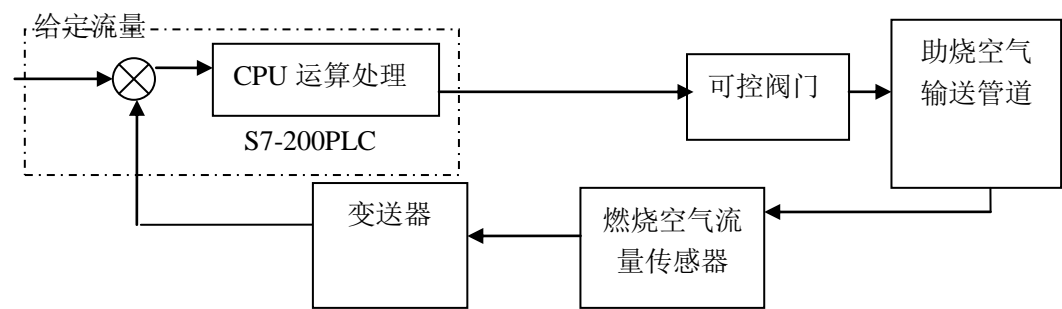 给定流量
CPU 运算处理
S7-200PLC
可控阀门
助烧空气
输送管道
变送器
燃烧空气流
量传感器